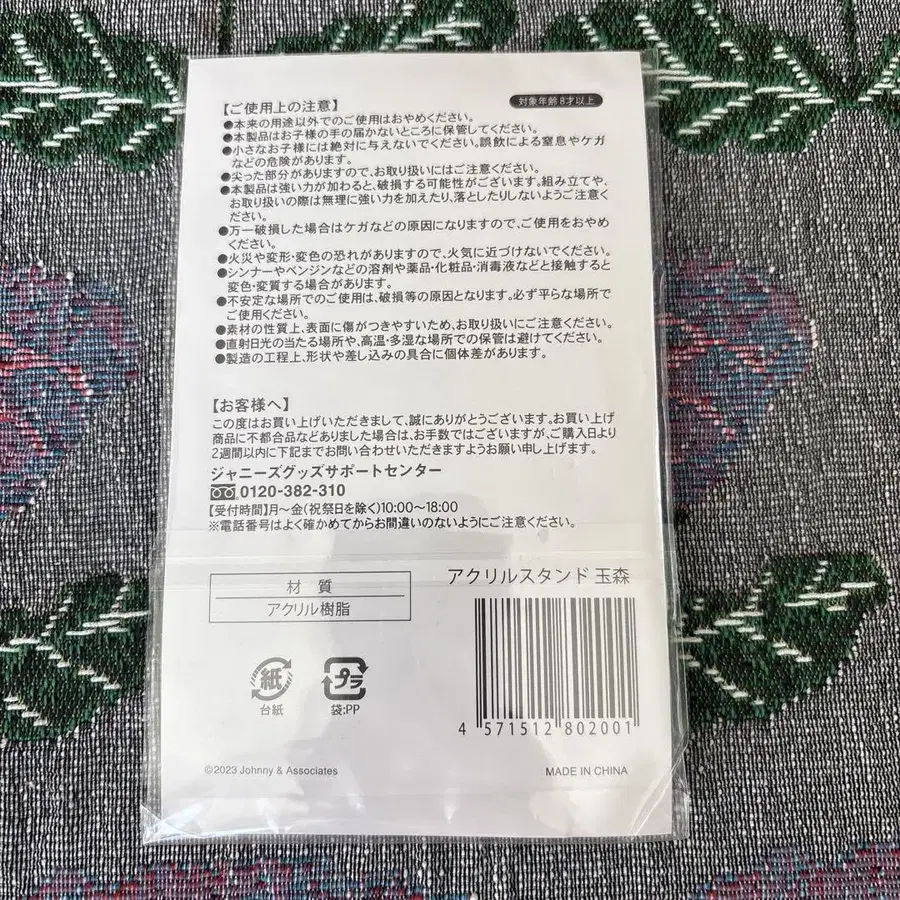 【ご使用上の注意】
対象年齢8才以上
●本来の用途以外でのご使用はおやめください。
●本製品はお子様の手の届かないところに保管してください。
●小さなお子様には絶対に与えないでください。誤飲による窒息やケガ
などの危険があります。
●尖った部分がありますので、お取り扱いにはご注意ください。
●本製品は強い力が加わると、破損する可能性がございます。組み立てや、
お取り扱いの際は無理に強い力を加えたり、落としたりしないようご注意く
ださい。
●万一破損した場合はケガなどの原因になりますので、ご使用をおやめ
ください。
●火災や変形・変色の恐れがありますので、火気に近づけないでください。
●シンナーやベンジンなどの溶剤や薬品・化粧品・消毒液などと接触すると
変色・変質する場合があります。
●不安定な場所でのご使用は、破損等の原因となります。必ず平らな場所で
ご使用ください。
●素材の性質上、表面に傷がつきやすいため、お取り扱いにご注意ください。
●直射日光の当たる場所や、高温・多湿な場所での保管は避けてください。
●製造の工程上、形状や差し込みの具合に個体差があります。
【お客様へ】
この度はお買い上げいただきまして、誠にありがとうございます。お買い上げ
商品に不都合品などありました場合は、お手数ではございますが、ご購入日より
2週間以内に下記までお問い合わせいただきますようお願い申し上げます。
ジャニーズグッズサポートセンター
0120-382-310
【受付時間】月〜金(祝祭日を除く)10:00〜18:00
※電話番号はよく確かめてからお間違いのないようにご注意ください。
材 質
アクリル樹脂
アクリルスタンド 玉森
紙
台紙
プラ
袋:PP
4 571512 802001
©2023 Johnny & Associates
MADE IN CHINA